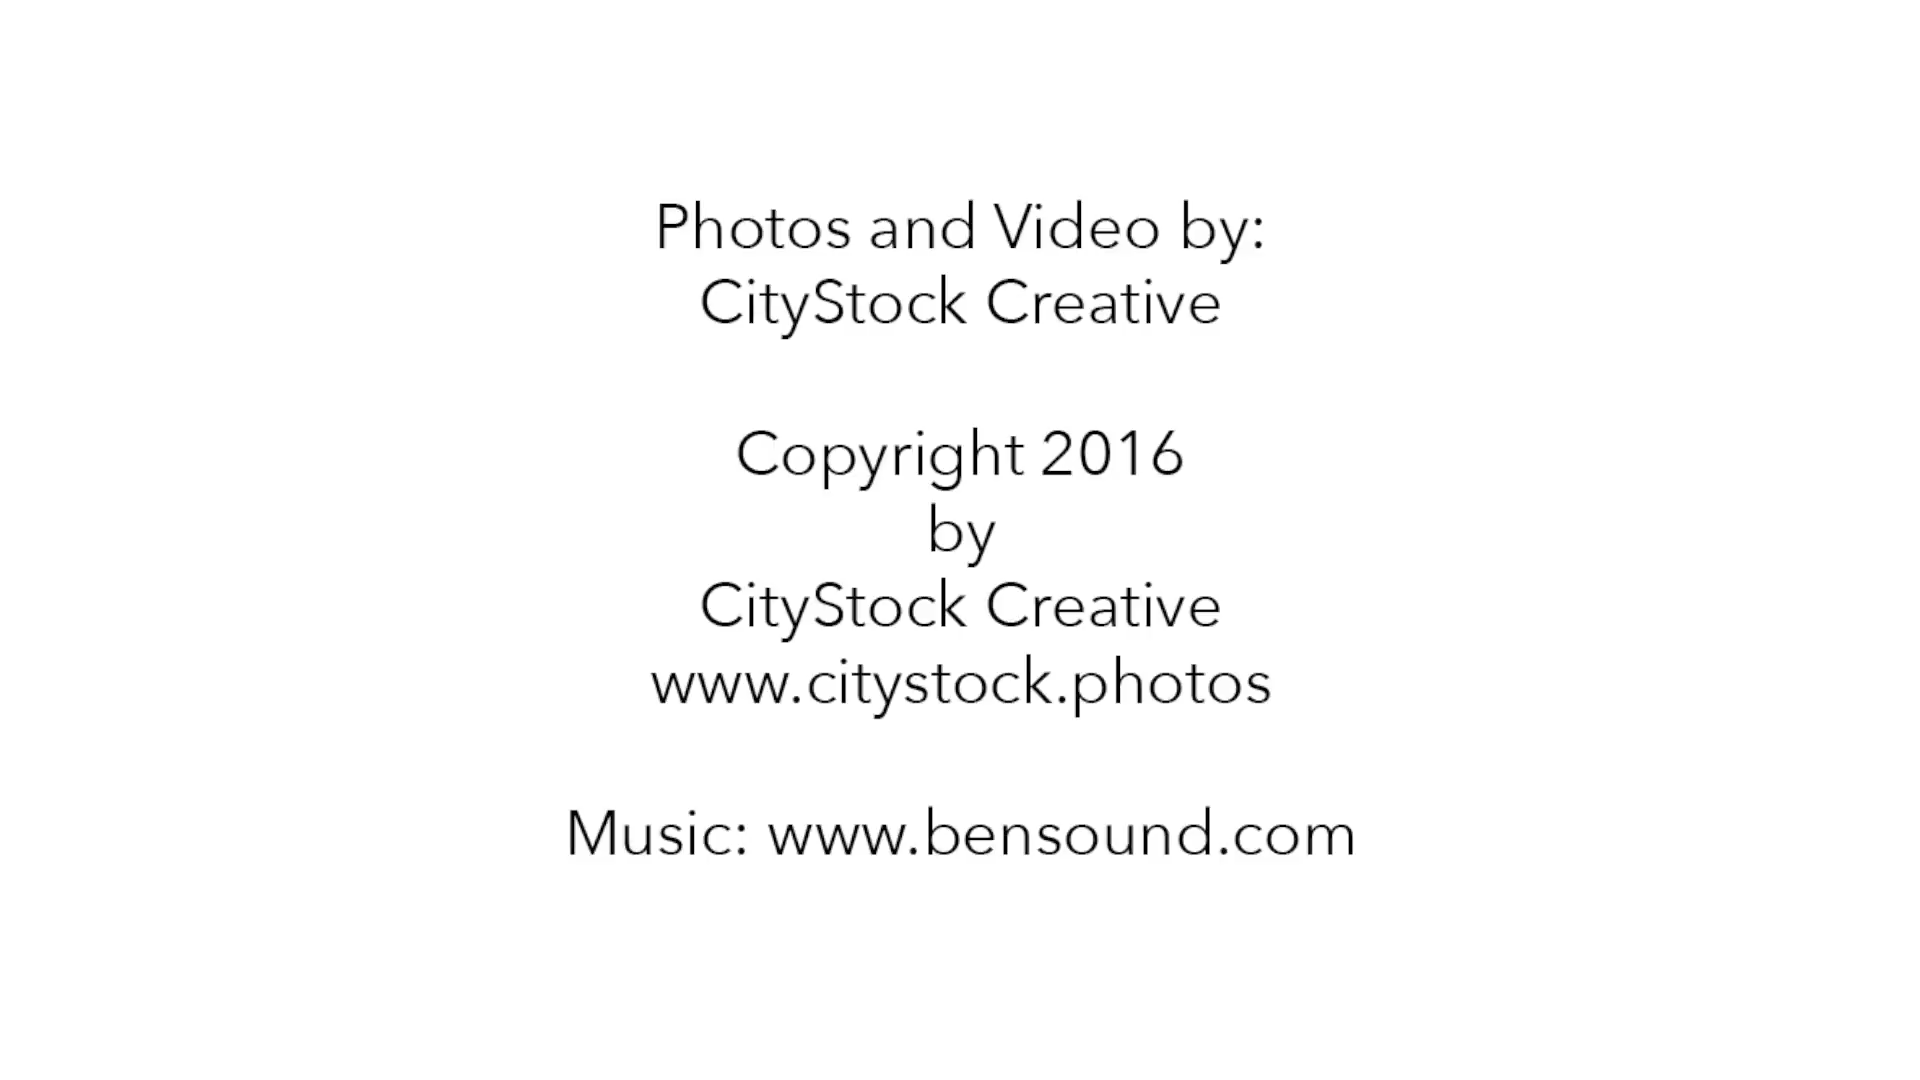 Photos and Video by:
CityStock Creative
Copyright 2016
by
CityStock Creative
www.citystock.photos
Music: www.bensound.com